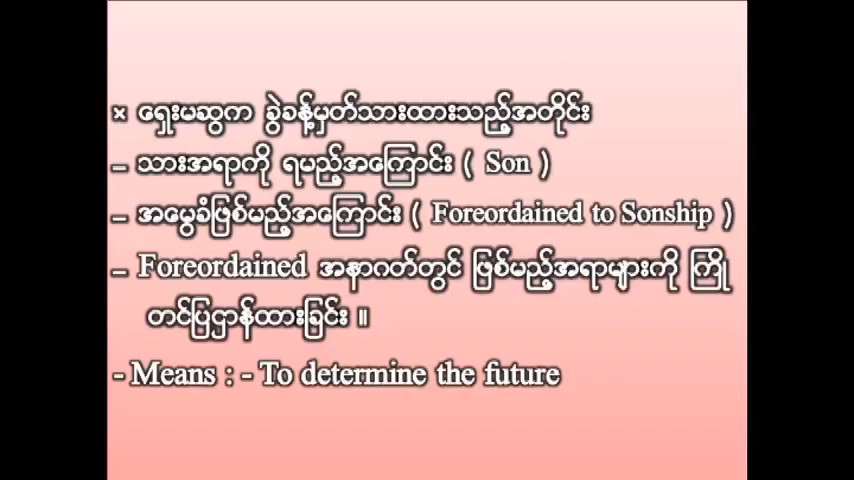 × ရှေးမဆွက ခွဲခန့်မှတ်သားထားသည့်အတိုင်း
– သားအရာကို ရမည့်အကြောင်း ( Son )
– အမွေခံဖြစ်မည့်အကြောင်း ( Foreordained to Sonship )
– Foreordained အနာဂတ်တွင် ဖြစ်မည့်အရာများကို ကြို
တင်ပြဌာန်ထားခြင်း ။
- Means : - To determine the future